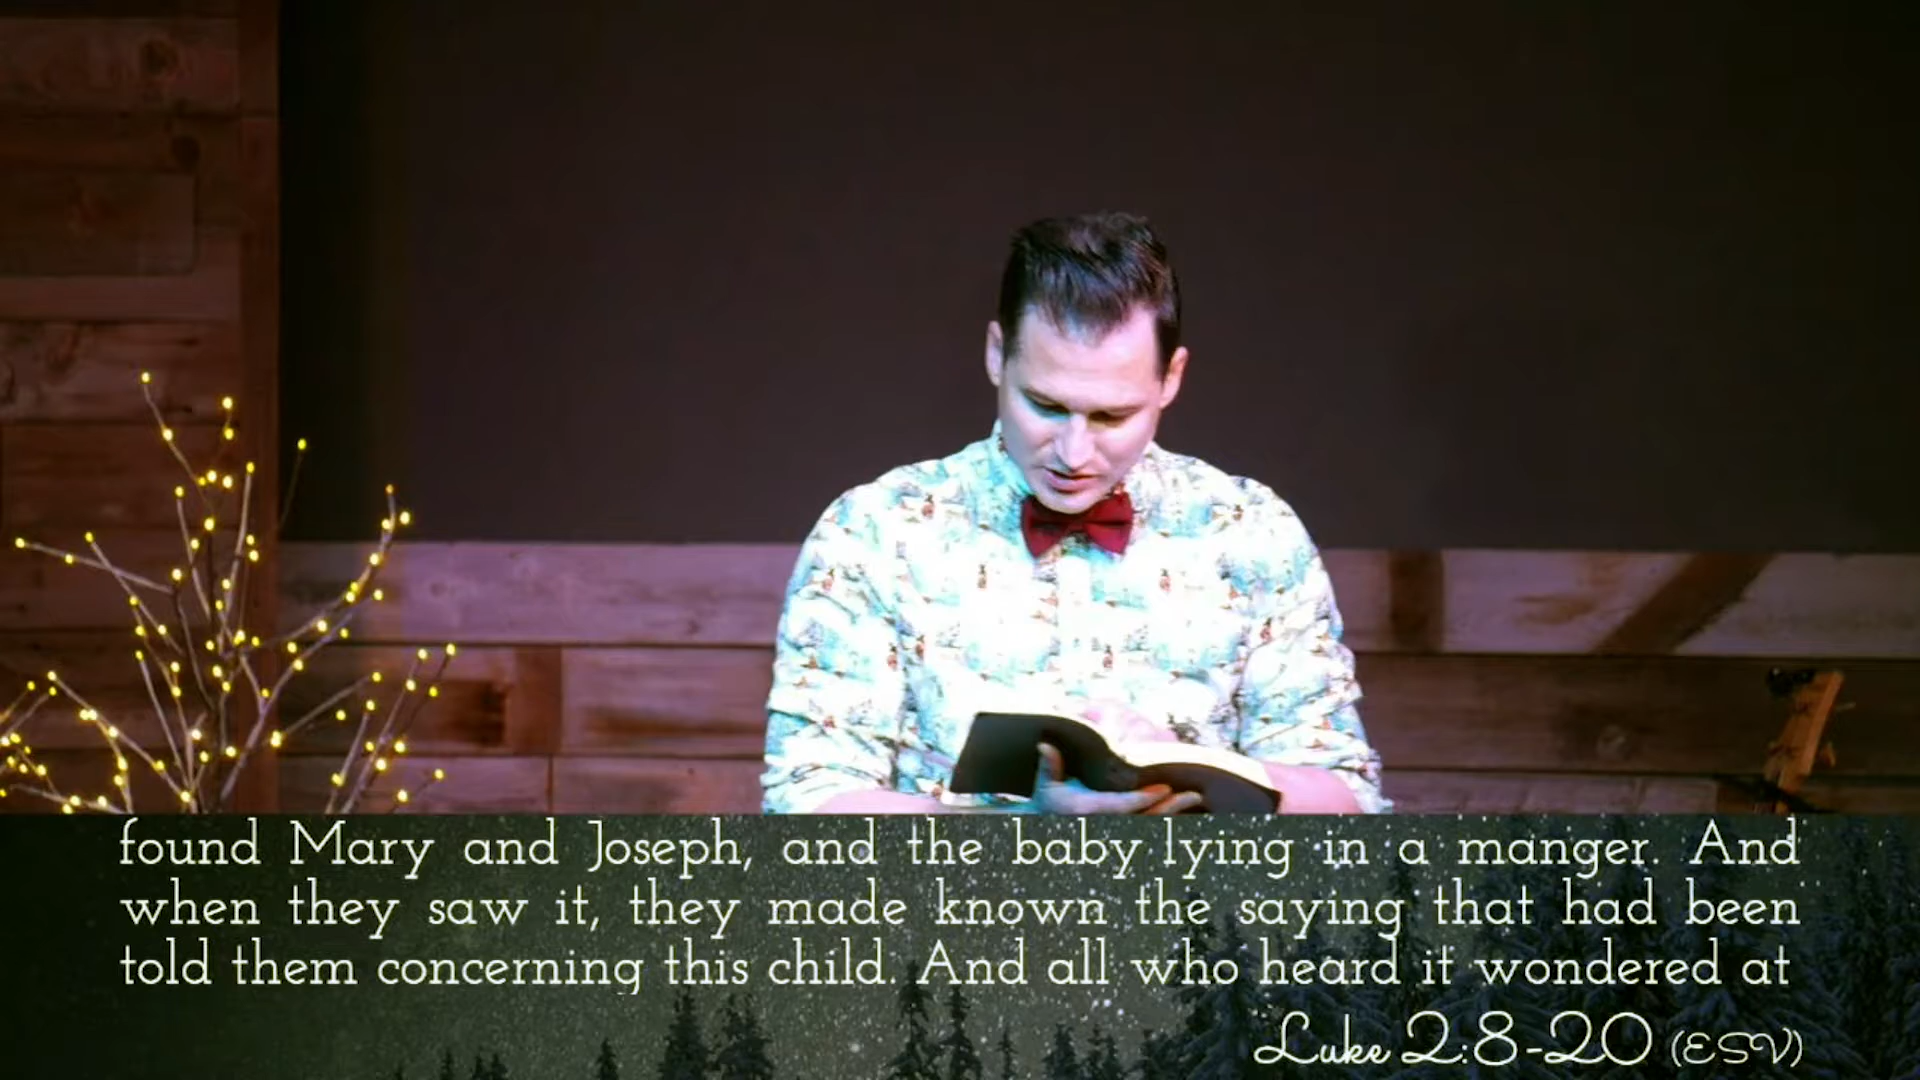 found Mary and Joseph, and the baby lying in a manger. And
when they saw it, they made known the saying that had been
told them concerning this child. And all who heard it wondered at
Luke 2:8-20 (ESV)